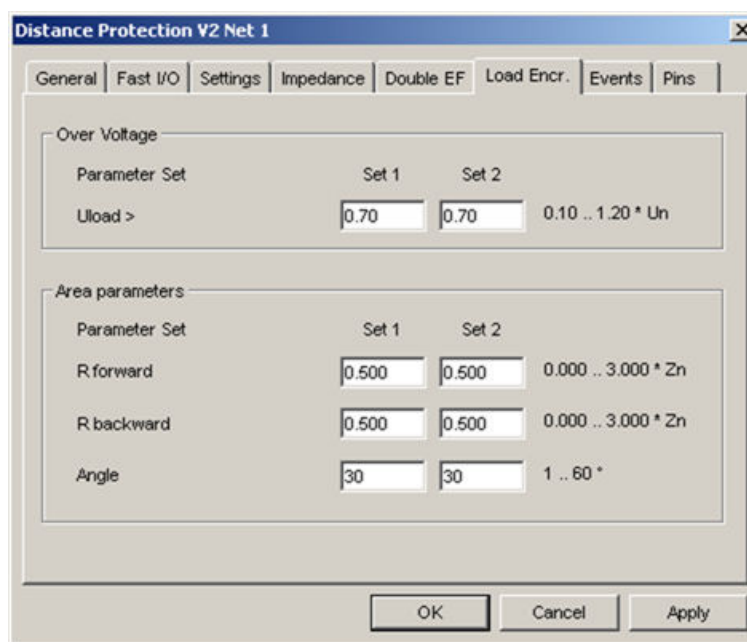 Distance Protection V2 Net 1
General Fast I/O Settings Impedance Double EF Load Encr. Events Pins
Over Voltage
Parameter Set Set 1 Set 2
Uload > 0.70 0.70 0.10 .. 1.20 * Un
Area parameters
Parameter Set Set 1 Set 2
R forward 0.500 0.500 0.000 .. 3.000 * Zn
R backward 0.500 0.500 0.000 .. 3.000 * Zn
Angle 30 30 1 .. 60 °
OK Cancel Apply